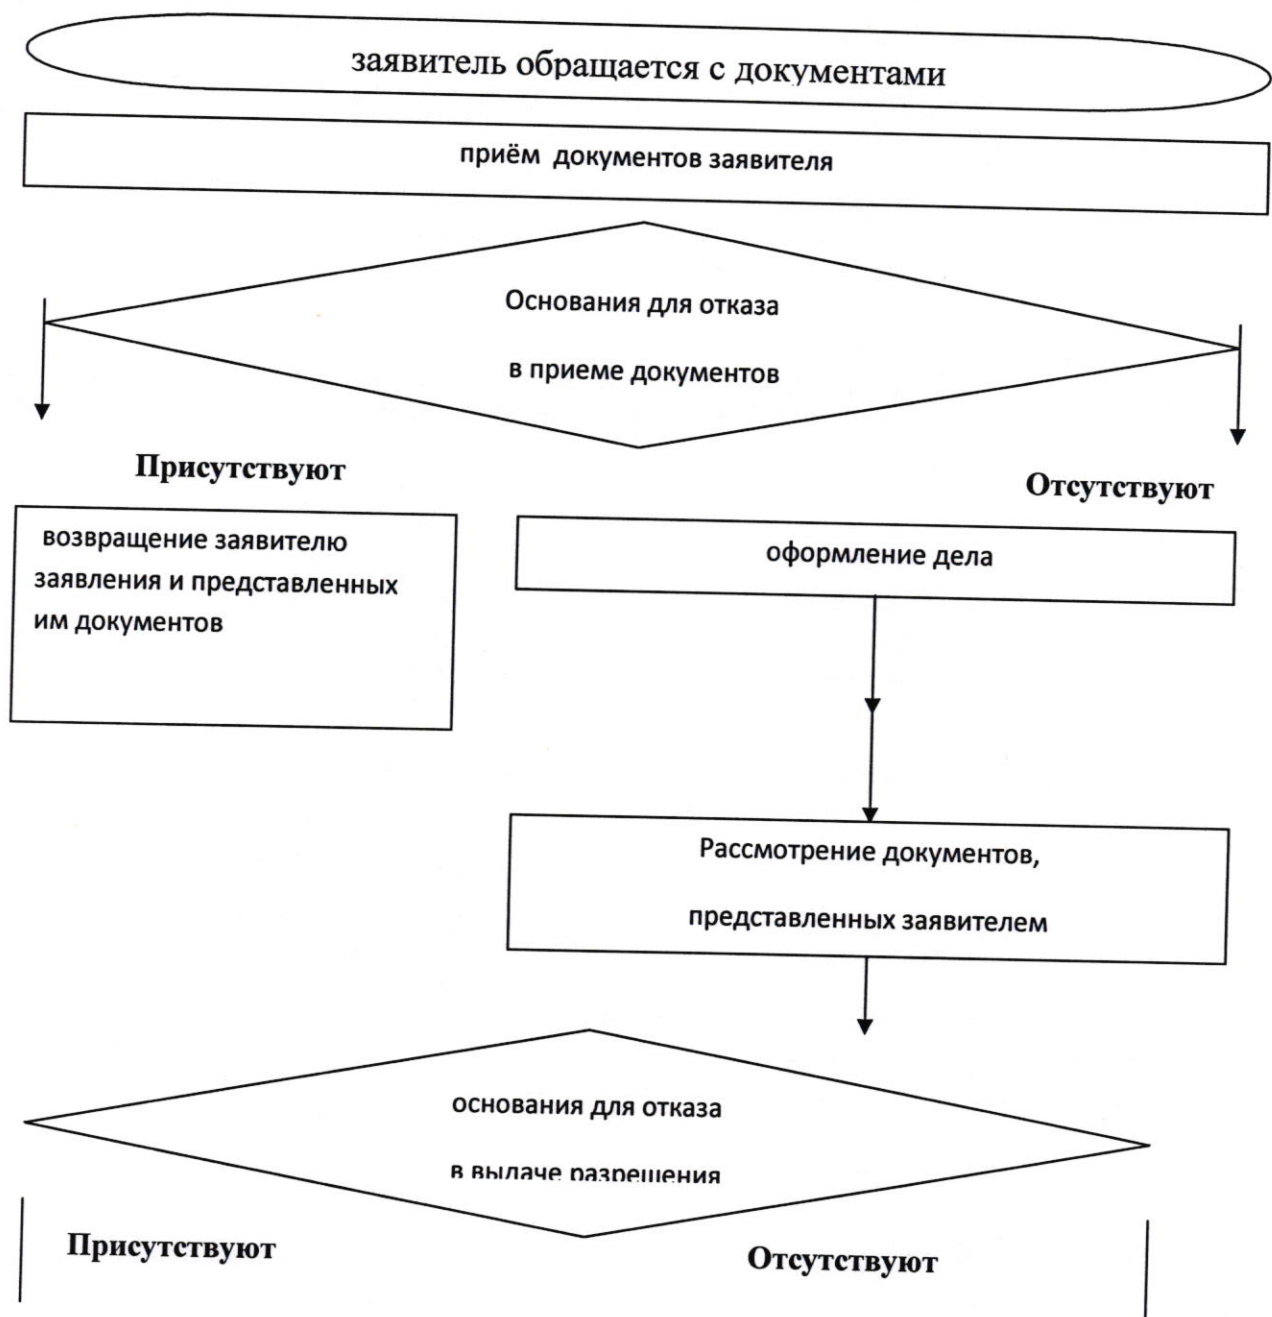 заявитель обращается с документами
приём документов заявителя
Основания для отказа
в приеме документов
Присутствуют
Отсутствуют
возвращение заявителю
заявления и представленных
им документов
оформление дела
Рассмотрение документов,
представленных заявителем
основания для отказа
в выдаче разрешения
Присутствуют
Отсутствуют